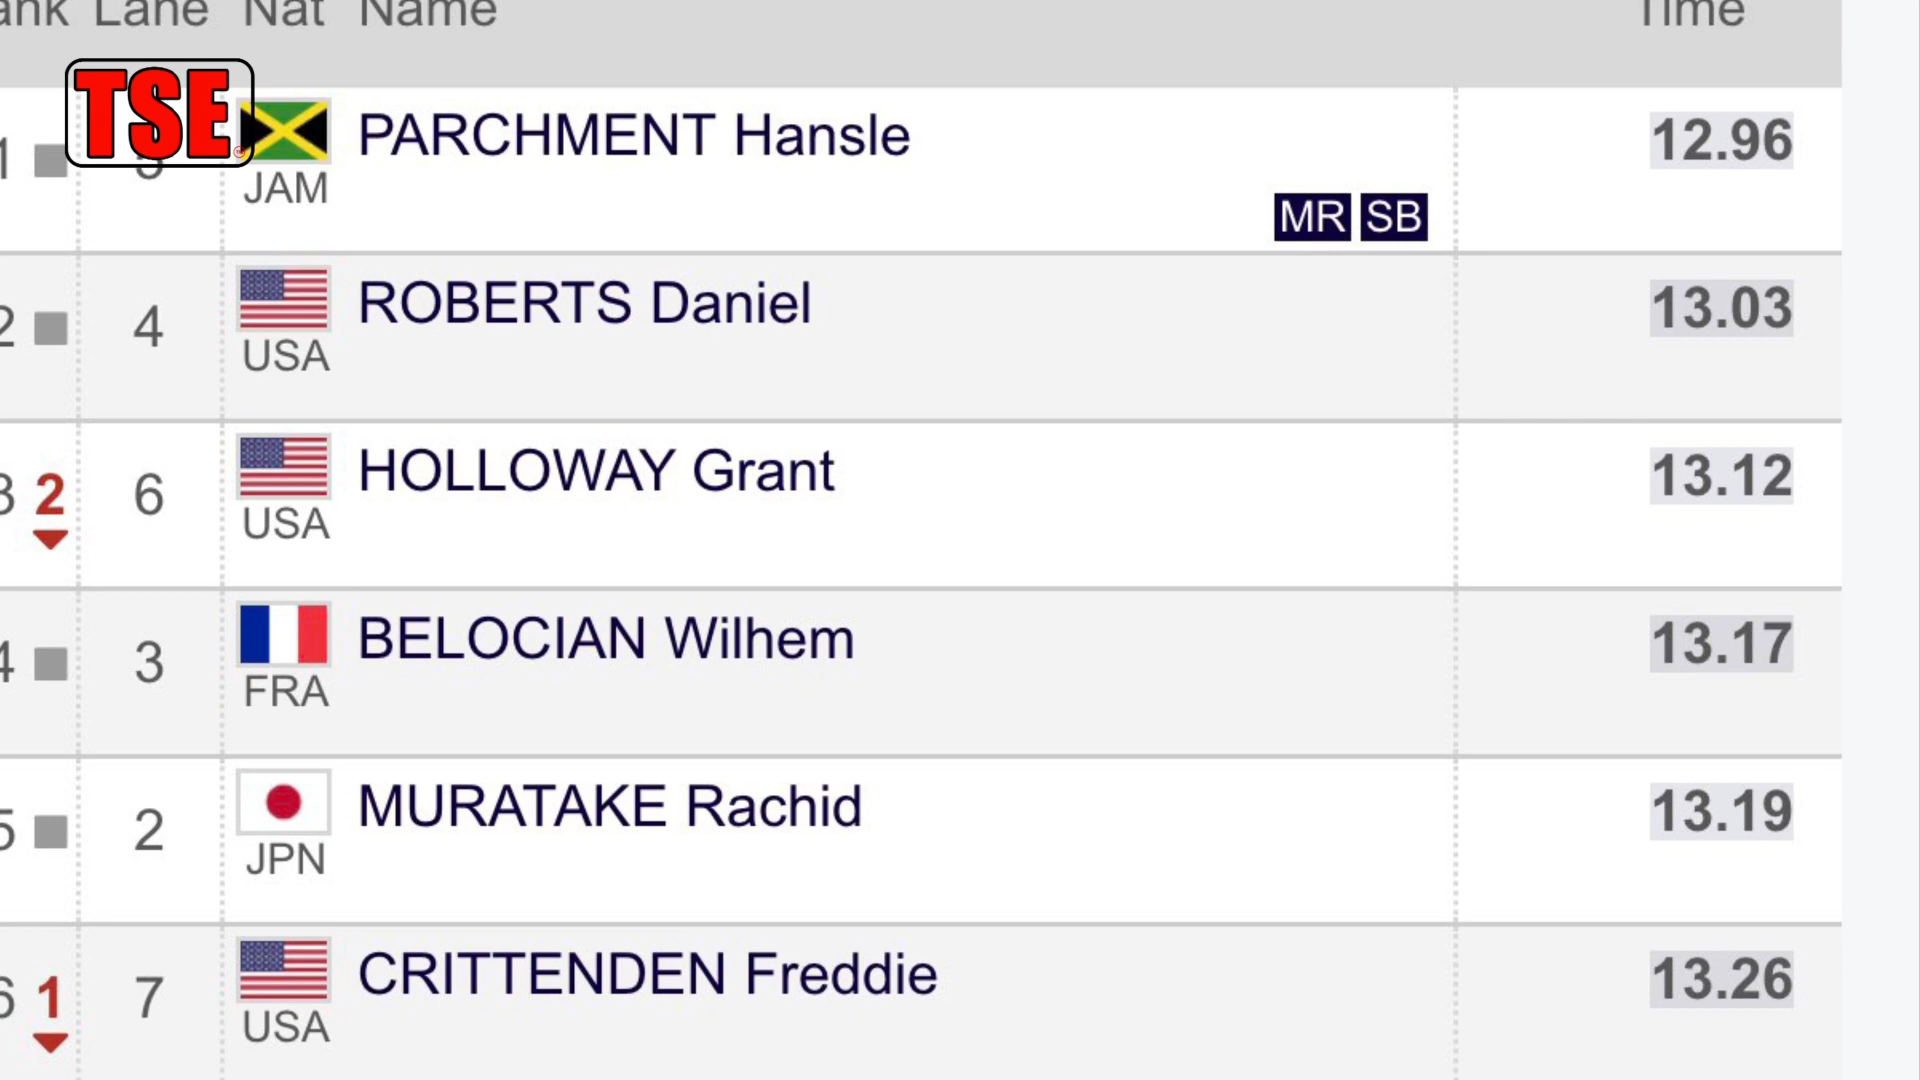 Lane Nat Name Time
TSE
1 5 PARCHMENT Hansle 12.96
JAM
MR SB
2 4 ROBERTS Daniel 13.03
USA
3 2 6 HOLLOWAY Grant 13.12
USA
4 3 BELOCIAN Wilhem 13.17
FRA
5 2 MURATAKE Rachid 13.19
JPN
6 1 7 CRITTENDEN Freddie 13.26
USA